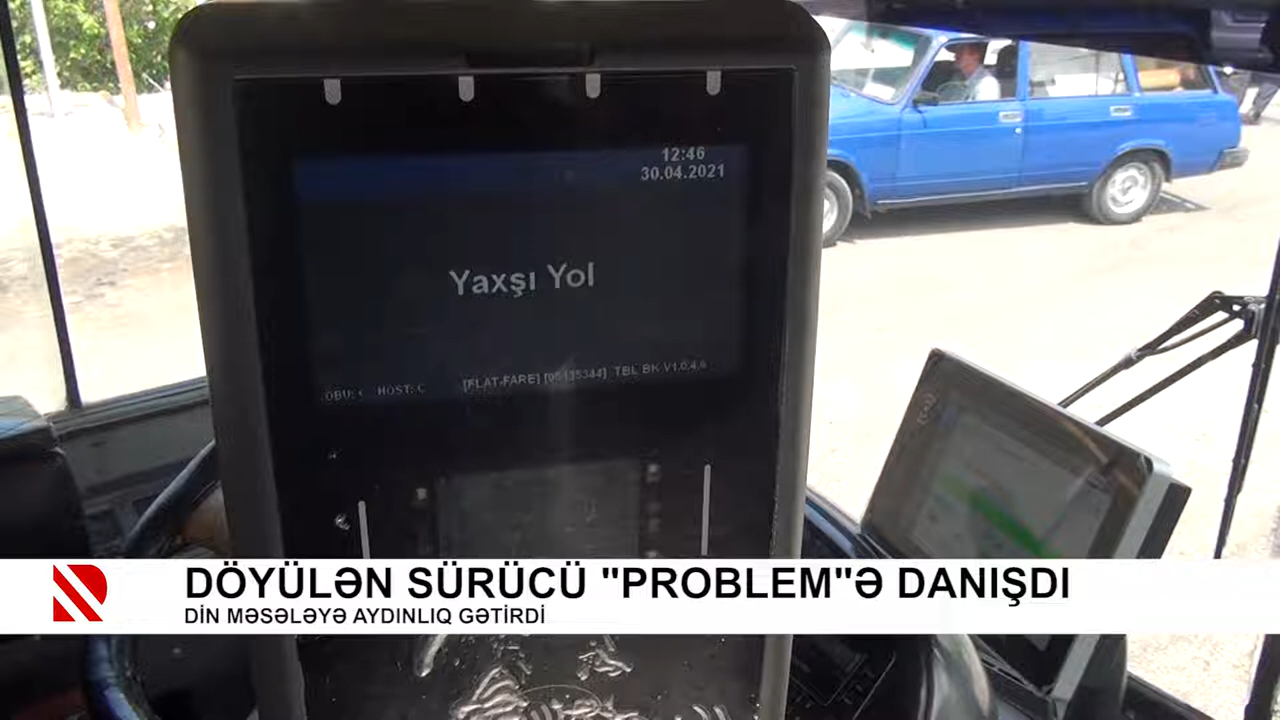 12:46
30.04.2021
Yaxşı Yol
OBU: C HOST: C [FLAT-FARE] [05135344] TBL BK V1.0.4.6
DÖYÜLƏN SÜRÜCÜ "PROBLEM"Ə DANIŞDI
DİN MƏSƏLƏYƏ AYDINLIQ GƏTİRDİ